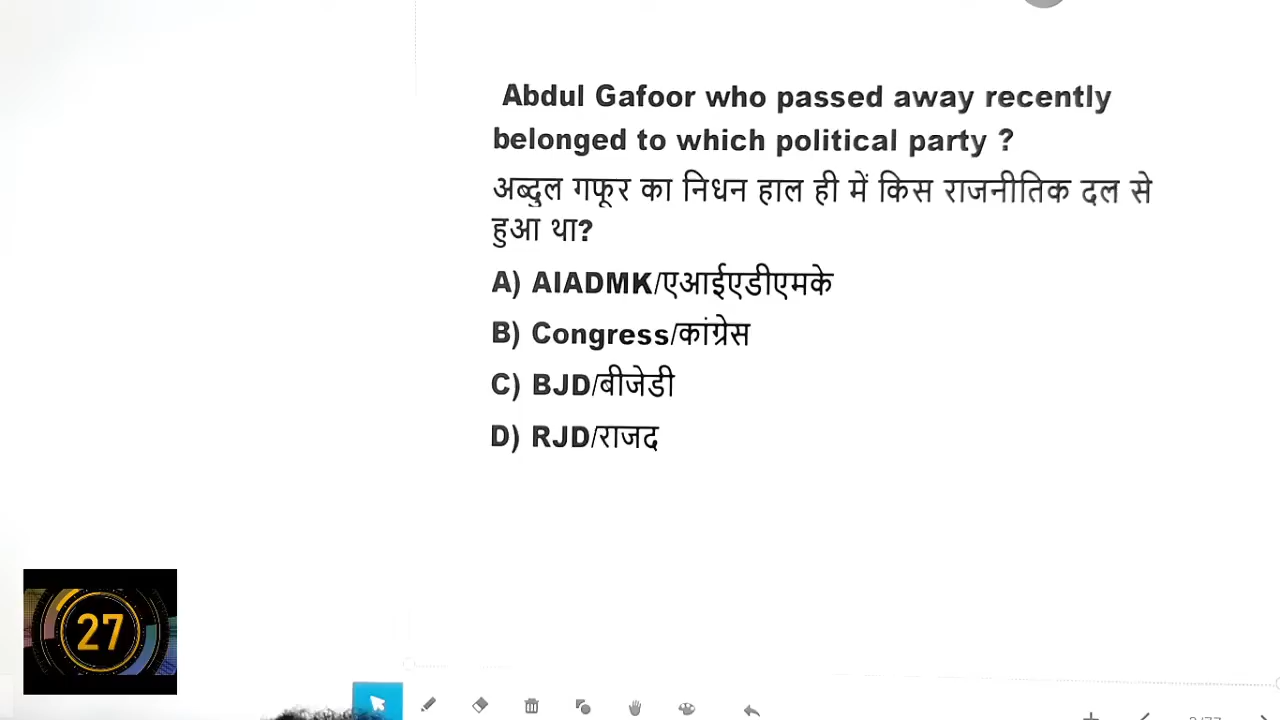 Abdul Gafoor who passed away recently
belonged to which political party ?
अब्दुल गफूर का निधन हाल ही में किस राजनीतिक दल से
हुआ था?
A) AIADMK/एआईएडीएमके
B) Congress/कांग्रेस
C) BJD/बीजेडी
D) RJD/राजद
27